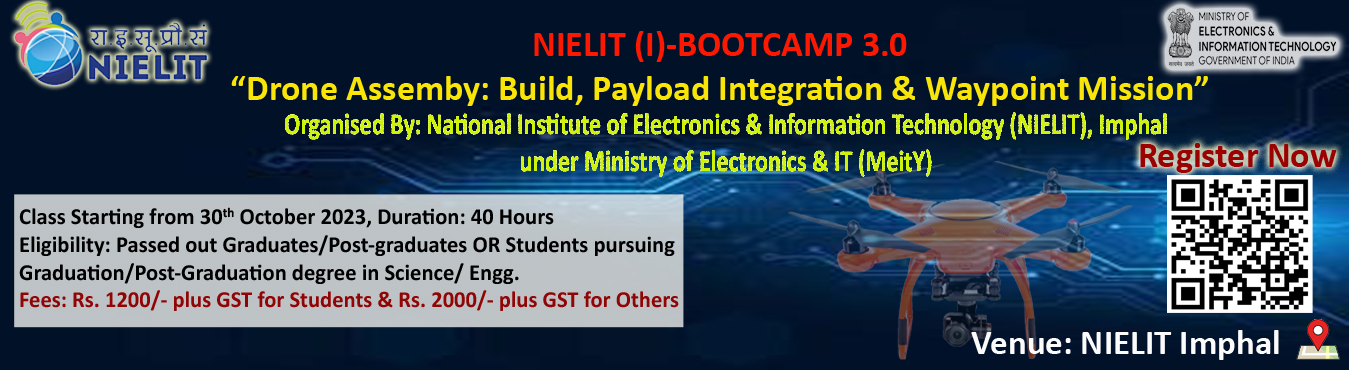 रा.इ.सू.प्रौ.सं
NIELIT
MINISTRY OF
ELECTRONICS &
INFORMATION TECHNOLOGY
GOVERNMENT OF INDIA
सत्यमेव जयते
NIELIT (I)-BOOTCAMP 3.0
“Drone Assemby: Build, Payload Integration & Waypoint Mission”
Organised By: National Institute of Electronics & Information Technology (NIELIT), Imphal
under Ministry of Electronics & IT (MeitY)
Register Now
Class Starting from 30th October 2023, Duration: 40 Hours
Eligibility: Passed out Graduates/Post-graduates OR Students pursuing
Graduation/Post-Graduation degree in Science/ Engg.
Fees: Rs. 1200/- plus GST for Students & Rs. 2000/- plus GST for Others
Venue: NIELIT Imphal